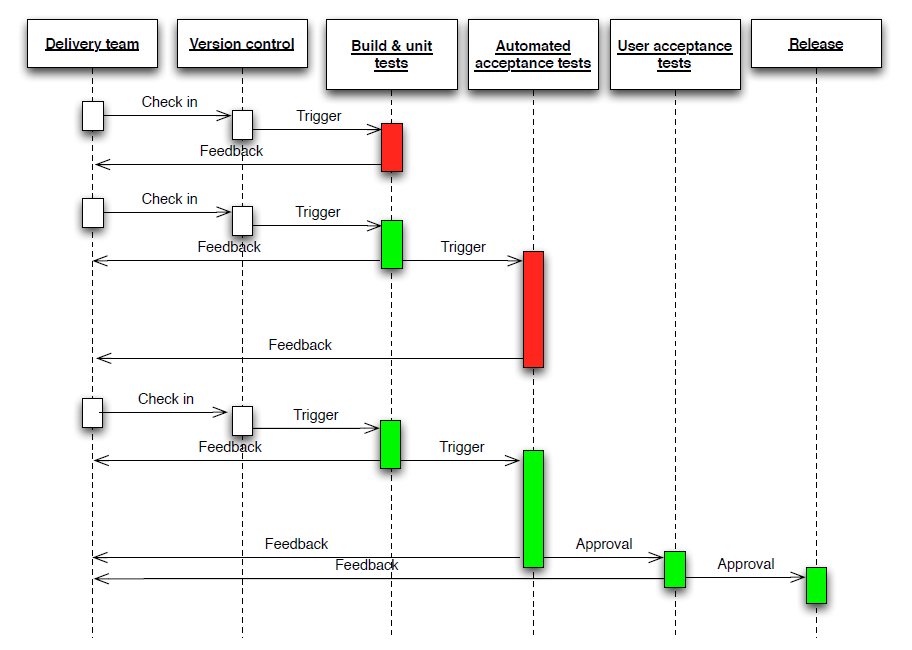 Delivery team
Version control
Build & unit
tests
Automated
acceptance tests
User acceptance
tests
Release
Check in
Trigger
Feedback
Check in
Trigger
Feedback
Trigger
Feedback
Check in
Trigger
Feedback
Trigger
Feedback
Approval
Feedback
Approval